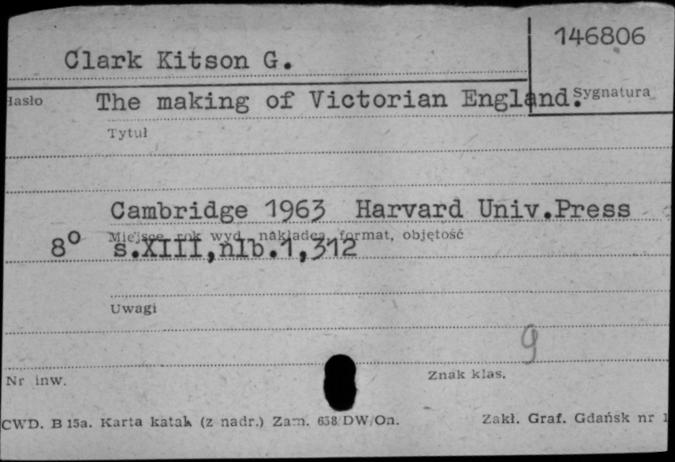 146806
Clark Kitson G.
Hasło
Sygnatura
The making of Victorian England.
Tytuł
Cambridge 1963 Harvard Univ.Press
Miejsce, rok wyd., nakładca, format, objętość
8° s.XIII,nlb.1,312
Uwagi
9
Nr inw.
Znak klas.
CWD. B 15a. Karta katak (z nadr.) Zam. 638/DW/On. Zakł. Graf. Gdańsk nr 1